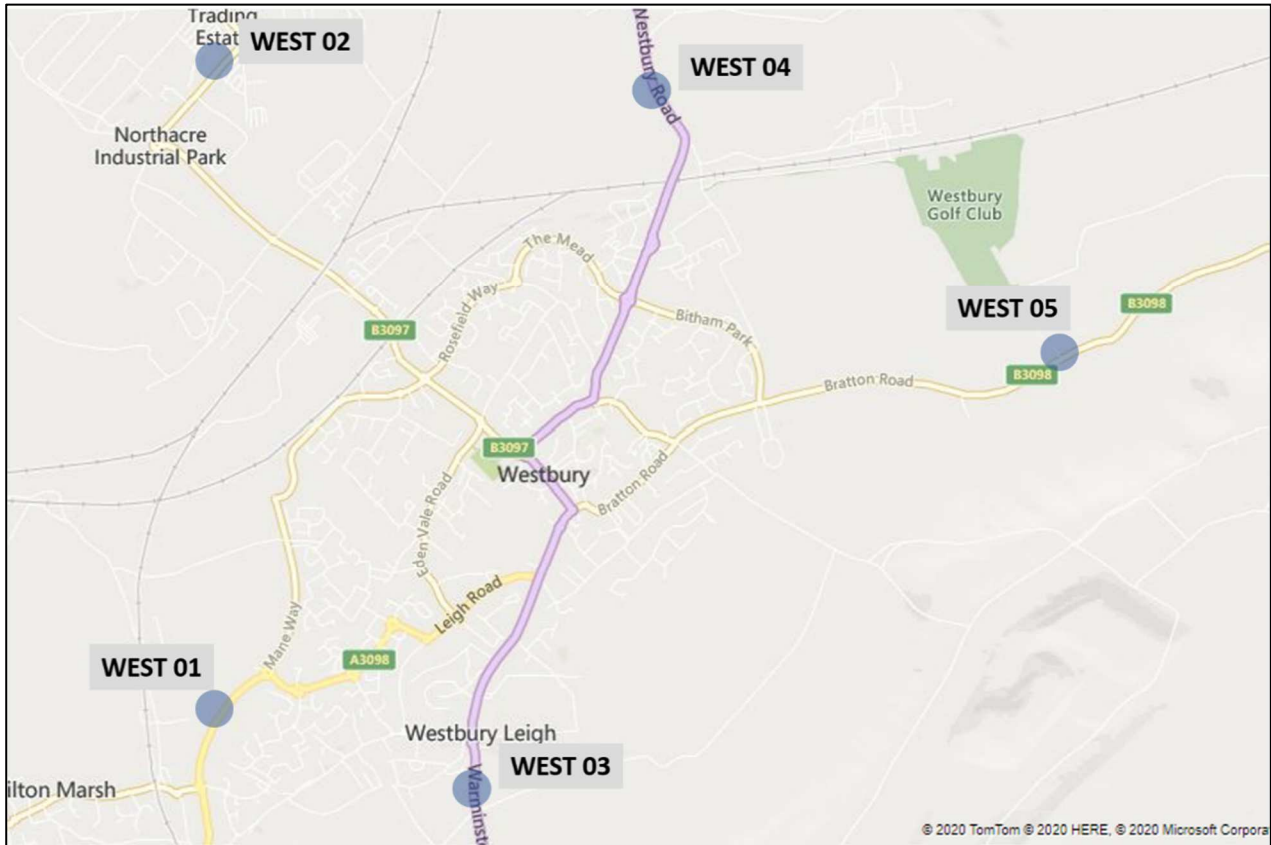 Trading
Estat
WEST 02
Nestbury Road
WEST 04
Northacre
Industrial Park
Westbury
Golf Club
The Mead
Rosefield Way
B3097
Bitham Park
WEST 05
B3098
B3098
Bratton Road
B3097
Westbury
Bratton Road
Eden Vale Road
Leigh Road
Mane Way
A3098
WEST 01
Westbury Leigh
WEST 03
Warminst
ilton Marsh
© 2020 TomTom © 2020 HERE, © 2020 Microsoft Corpora